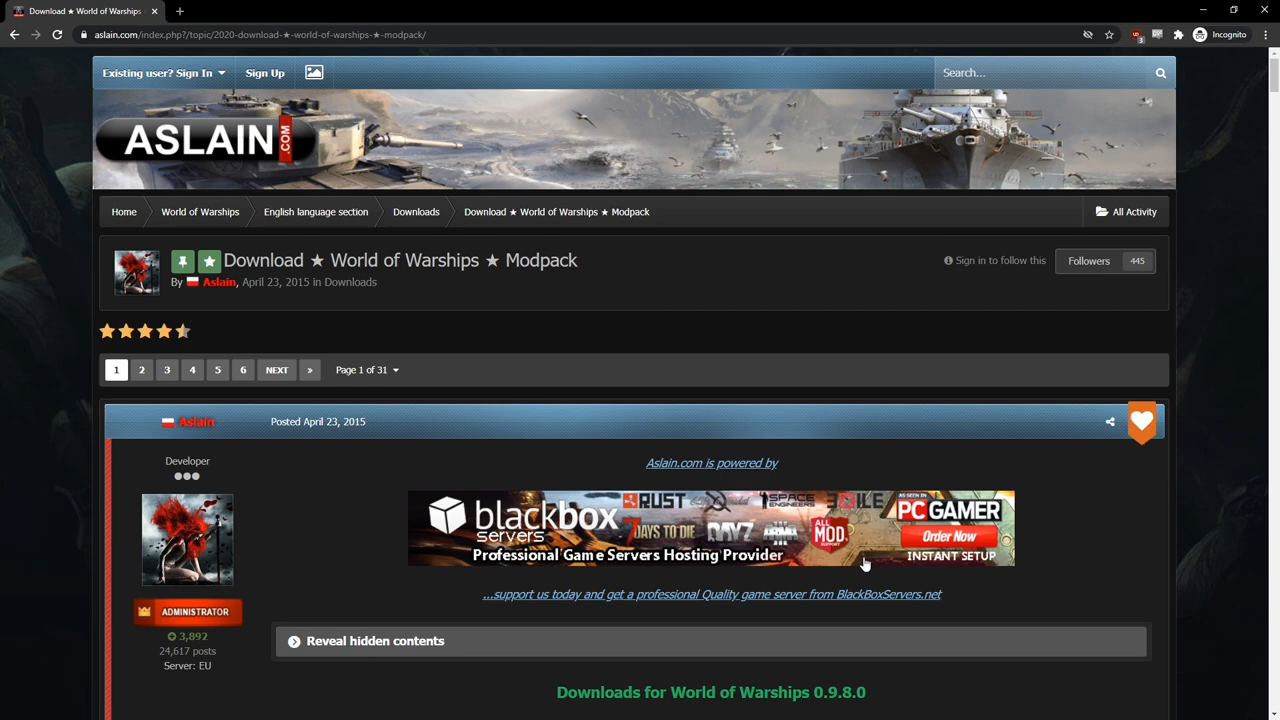 Download ★ World of Warships
aslain.com/index.php?/topic/2020-download-★-world-of-warships-★-modpack/
3
Incognito
Existing user? Sign In
Sign Up
Search...
ASLAIN.COM
Home
World of Warships
English language section
Downloads
Download ★ World of Warships ★ Modpack
All Activity
Download ★ World of Warships ★ Modpack
By Aslain, April 23, 2015 in Downloads
Sign in to follow this
Followers 445
1 2 3 4 5 6 NEXT » Page 1 of 31
Aslain
Posted April 23, 2015
Developer
ADMINISTRATOR
3,892
24,617 posts
Server: EU
Aslain.com is powered by
blackbox
servers
RUST
SPACE ENGINEERS
7 DAYS TO DIE
DAYZ
ARMA
ALL MOD SUPPORT
AS SEEN IN
PC GAMER
Order Now
Professional Game Servers Hosting Provider
INSTANT SETUP
...support us today and get a professional Quality game server from BlackBoxServers.net
Reveal hidden contents
Downloads for World of Warships 0.9.8.0